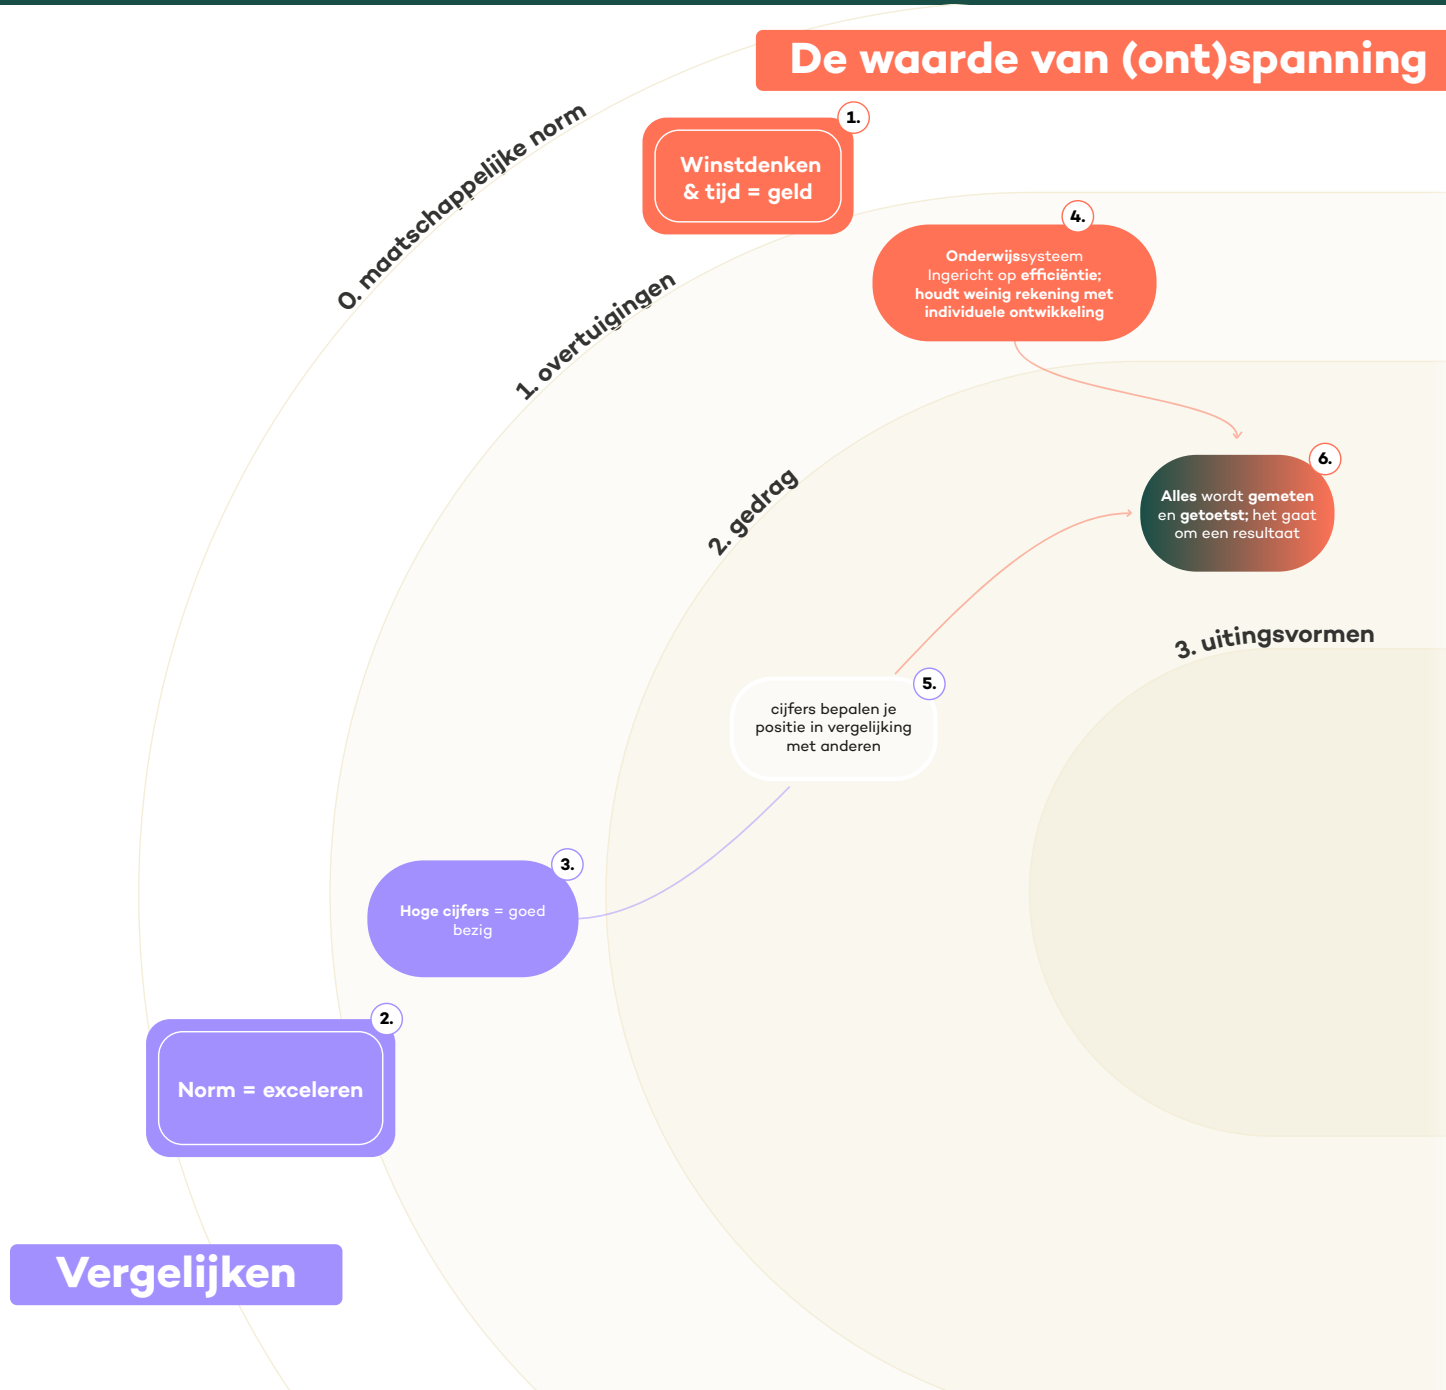 De waarde van (ont)spanning
0. maatschappelijke norm
1.
Winstdenken
& tijd = geld
1. overtuigingen
4.
Onderwijssysteem
Ingericht op efficiëntie;
houdt weinig rekening met
individuele ontwikkeling
2. gedrag
6.
Alles wordt gemeten
en getoetst; het gaat
om een resultaat
3. uitingsvormen
5.
cijfers bepalen je
positie in vergelijking
met anderen
3.
Hoge cijfers = goed
bezig
2.
Norm = exceleren
Vergelijken